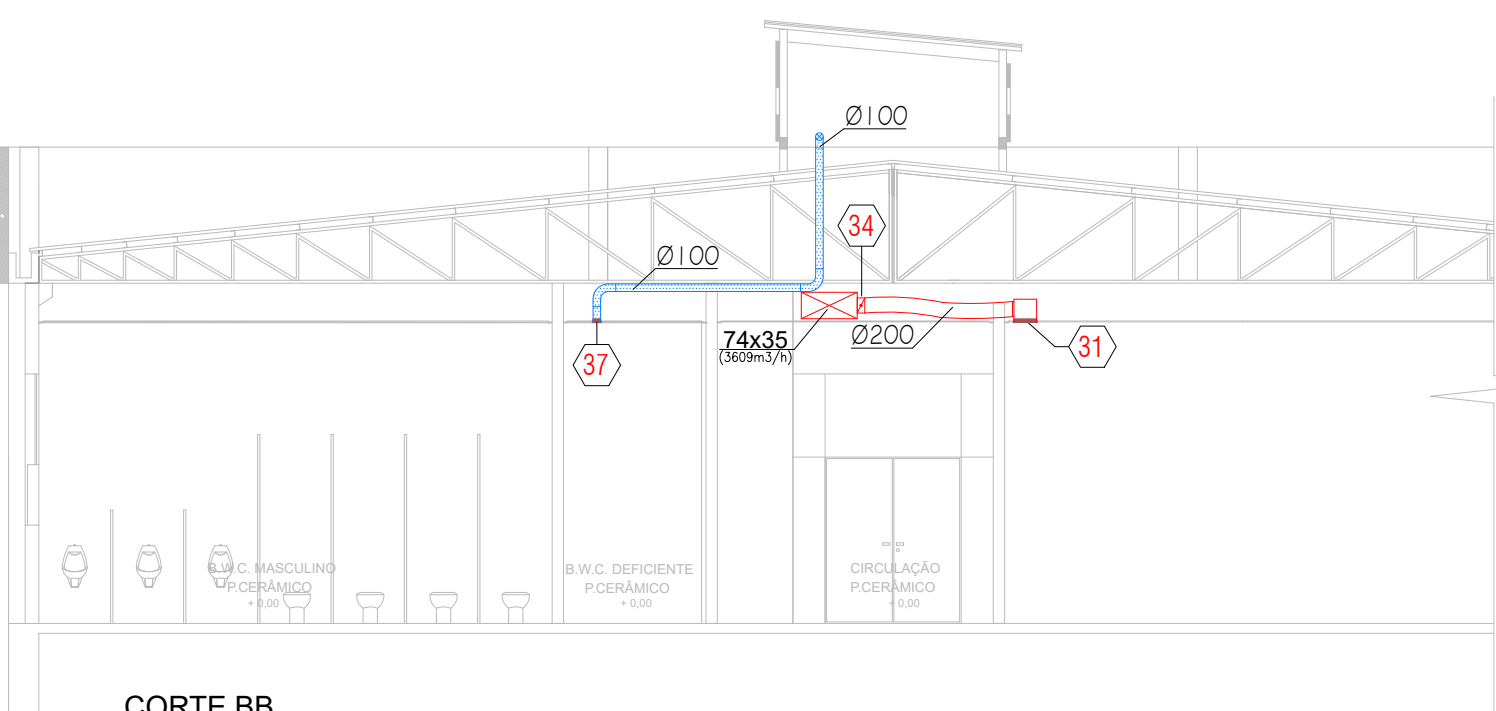 Ø100
34
Ø100
74x35
(3609m3/h)
Ø200
37
31
B.W.C. MASCULINO
P.CERÂMICO
+ 0,00
B.W.C. DEFICIENTE
P.CERÂMICO
+ 0,00
CIRCULAÇÃO
P.CERÂMICO
+ 0,00
CORTE BB